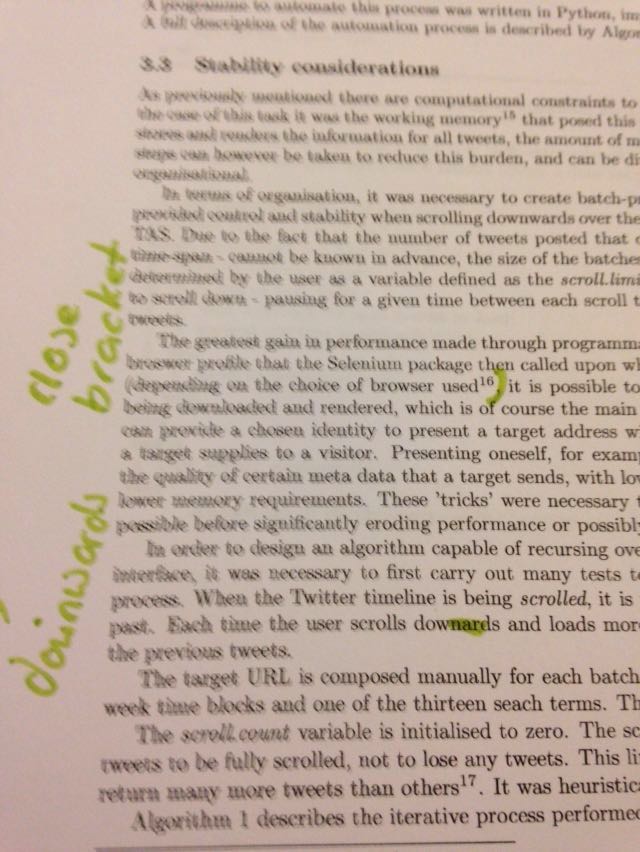 A programme to automate this process was written in Python, im
A full description of the automation process is described by Algor
3.3 Stability considerations
As previously mentioned there are computational constraints to
the case of this task it was the working memory15 that posed this
stores and renders the information for all tweets, the amount of m
steps can however be taken to reduce this burden, and can be di
organisational.
In terms of organisation, it was necessary to create batch-p
provided control and stability when scrolling downwards over the
TAS. Due to the fact that the number of tweets posted that
time-span - cannot be known in advance, the size of the batches
determined by the user as a variable defined as the scroll.limi
to scroll down - pausing for a given time between each scroll t
tweets.
The greatest gain in performance made through programma
broswer profile that the Selenium package then called upon wh
(depending on the choice of browser used16) it is possible to
being downloaded and rendered, which is of course the main
can provide a chosen identity to present a target address w
a target supplies to a visitor. Presenting oneself, for examp
the quality of certain meta data that a target sends, with lo
lower memory requirements. These 'tricks' were necessary t
possible before significantly eroding performance or possibly
In order to design an algorithm capable of recursing ove
interface, it was necessary to first carry out many tests t
process. When the Twitter timeline is being scrolled, it is
past. Each time the user scrolls downards and loads mor
the previous tweets.
The target URL is composed manually for each batch
week time blocks and one of the thirteen seach terms. Th
The scroll.count variable is initialised to zero. The sc
tweets to be fully scrolled, not to lose any tweets. This li
return many more tweets than others17. It was heuristica
Algorithm 1 describes the iterative process performed
close
bracket
downwards